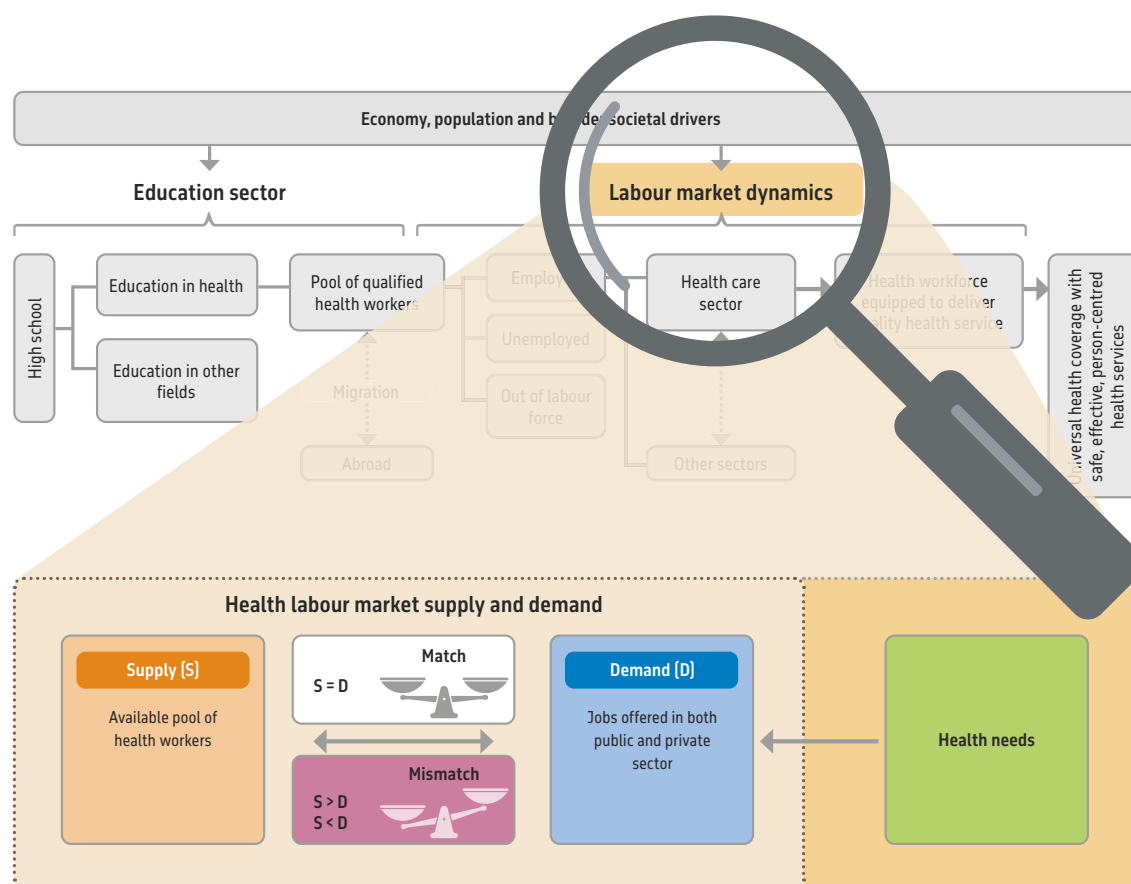 Economy, population and b der societal drivers
Education sector
Labour market dynamics
High school
Education in health
Education in other
fields
Pool of qualified
health workers
Migration
Abroad
Employ
Unemployed
Out of labour
force
Health care
sector
Other sectors
Health workforce
equipped to deliver
ality health service
Universal health coverage with
safe, effective, person-centred
health services
Health labour market supply and demand
Supply (S)
Available pool of
health workers
Match
S = D
Mismatch
S > D
S < D
Demand (D)
Jobs offered in both
public and private
sector
Health needs